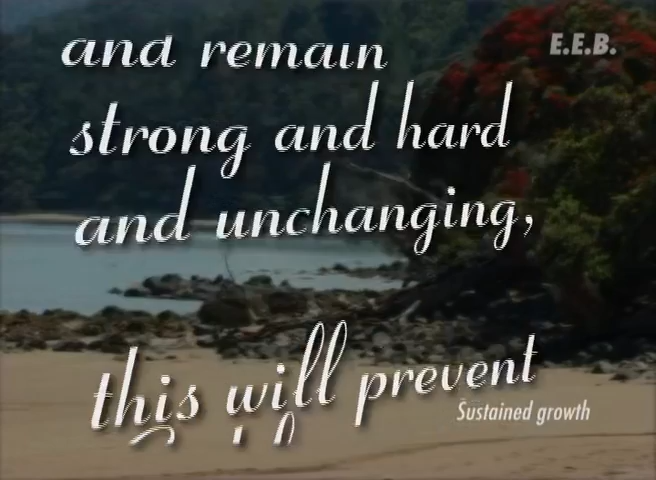 E.E.B.
and remain
strong and hard
and unchanging,
this will prevent
Sustained growth